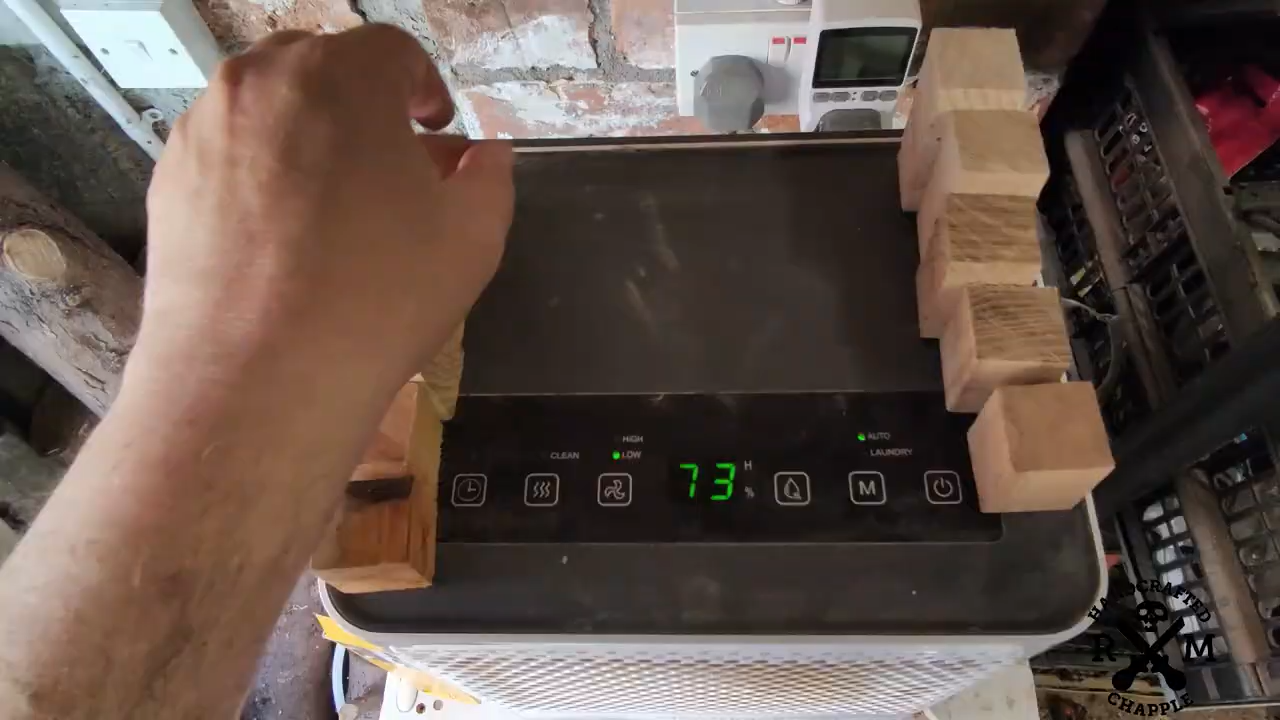 HIGH
LOW
CLEAN
73
H
%
AUTO
LAUNDRY
M
HANDCRAFTED
R M
CHAPPLE